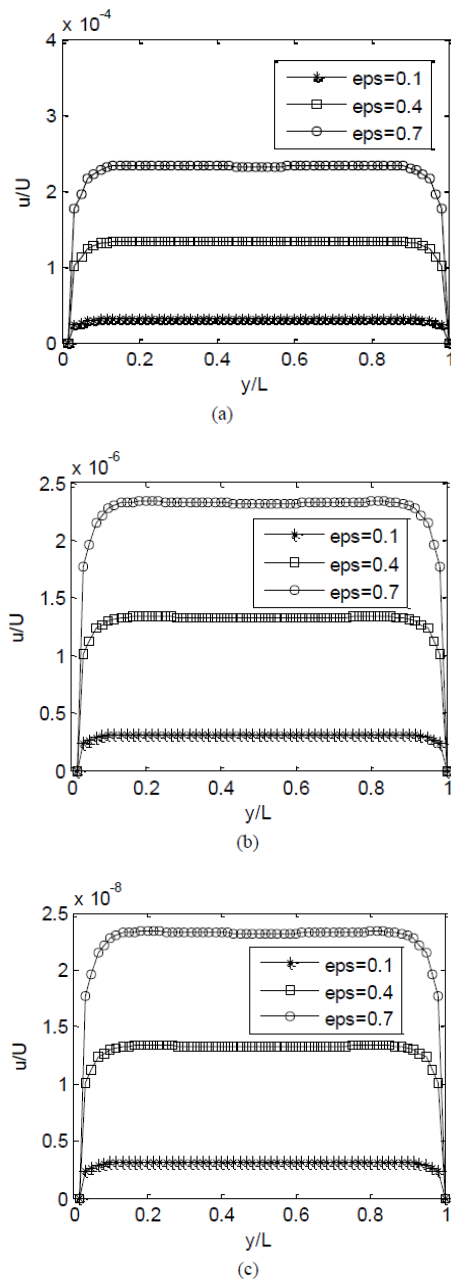 x 10-4
4
eps=0.1
eps=0.4
3
eps=0.7
u/U
2
1
0
0 0.2 0.4 0.6 0.8 1
y/L
(a)
x 10-6
2.5
2
eps=0.1
eps=0.4
1.5
eps=0.7
u/U
1
0.5
0
0 0.2 0.4 0.6 0.8 1
y/L
(b)
x 10-8
2.5
2
eps=0.1
eps=0.4
1.5
eps=0.7
u/U
1
0.5
0
0 0.2 0.4 0.6 0.8 1
y/L
(c)